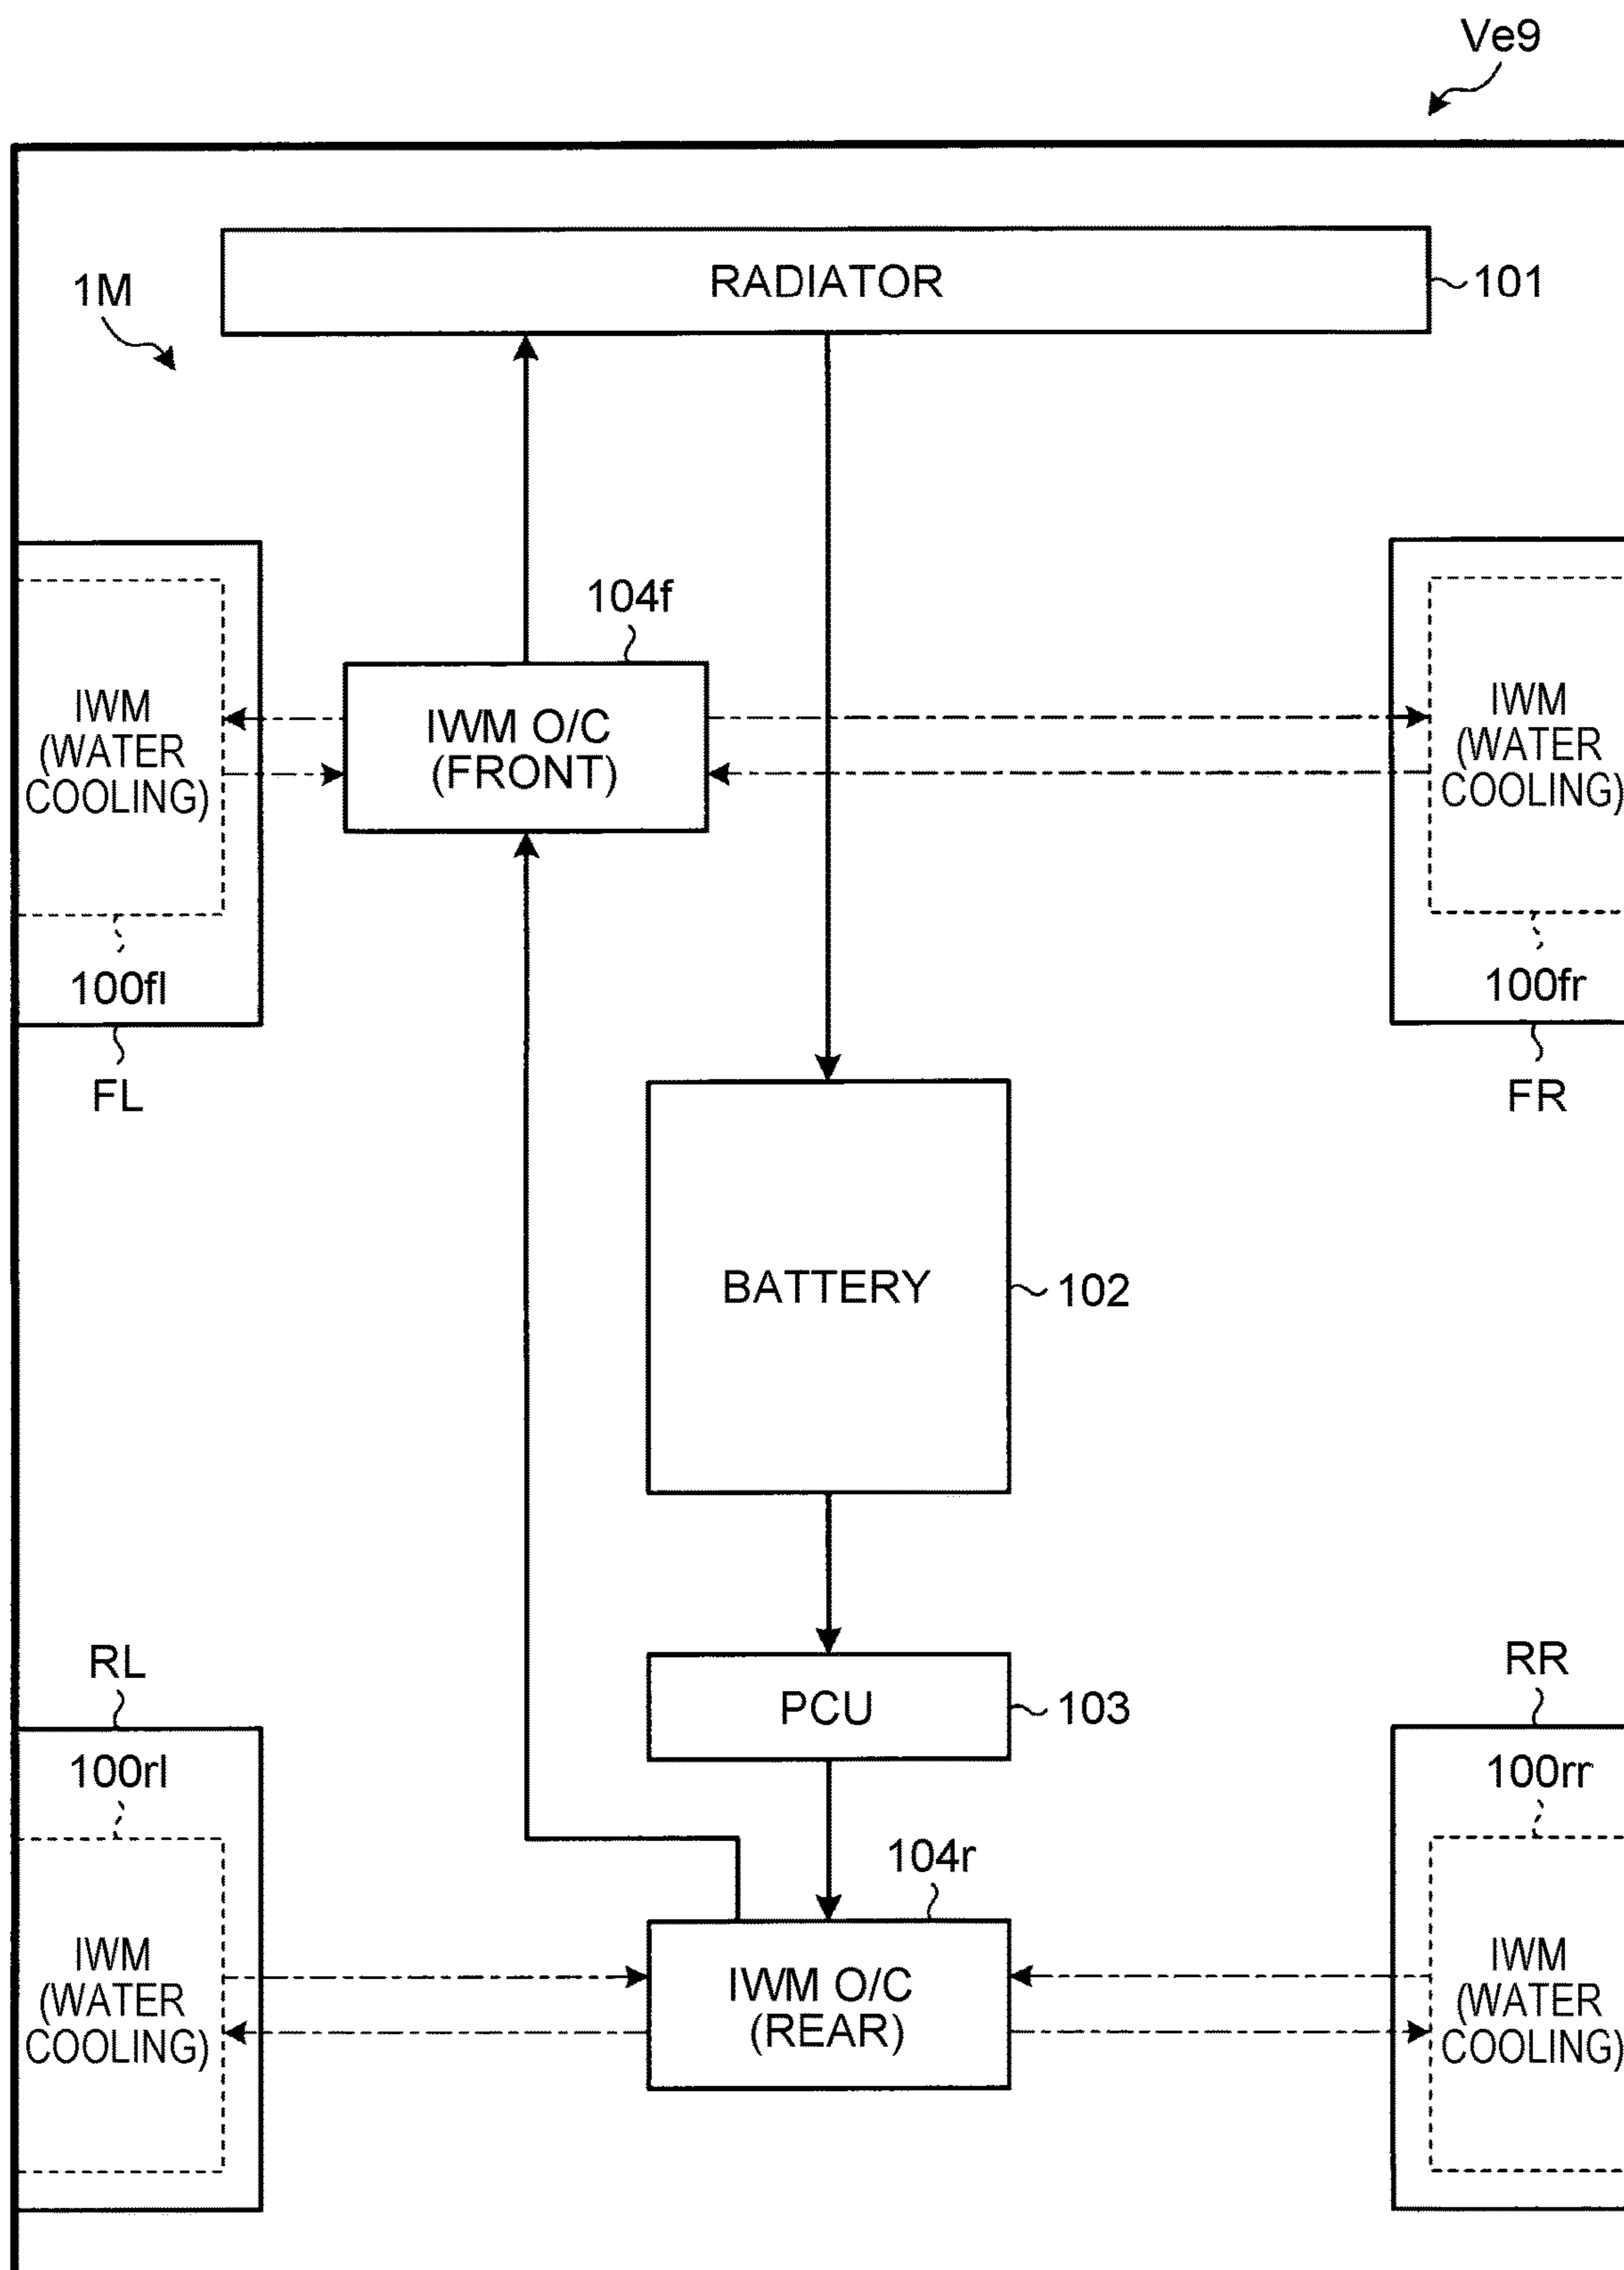 Ve9
1M
RADIATOR
101
104f
IWM
(WATER
COOLING)
IWM O/C
(FRONT)
IWM
(WATER
COOLING)
100fl
100fr
FL
FR
BATTERY
102
RL
RR
PCU
103
100rl
100rr
104r
IWM
(WATER
COOLING)
IWM O/C
(REAR)
IWM
(WATER
COOLING)